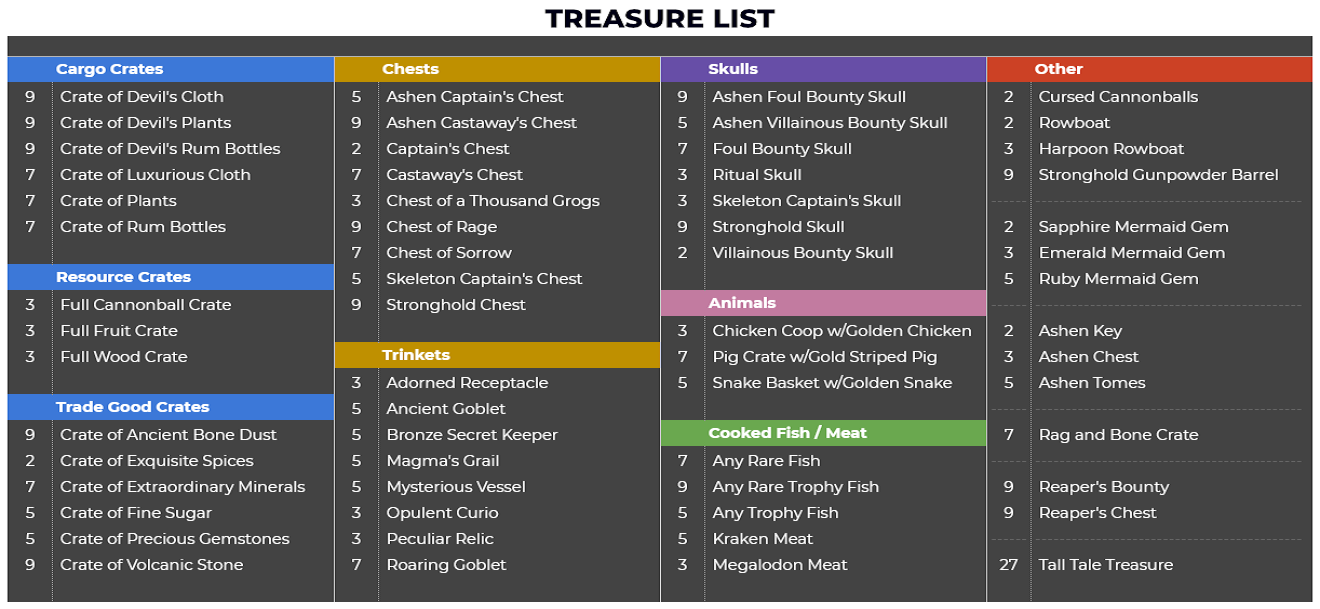 TREASURE LIST
Cargo Crates
9 Crate of Devil's Cloth
9 Crate of Devil's Plants
9 Crate of Devil's Rum Bottles
7 Crate of Luxurious Cloth
7 Crate of Plants
7 Crate of Rum Bottles
Resource Crates
3 Full Cannonball Crate
3 Full Fruit Crate
3 Full Wood Crate
Trade Good Crates
9 Crate of Ancient Bone Dust
2 Crate of Exquisite Spices
7 Crate of Extraordinary Minerals
5 Crate of Fine Sugar
5 Crate of Precious Gemstones
9 Crate of Volcanic Stone
Chests
5 Ashen Captain's Chest
9 Ashen Castaway's Chest
2 Captain's Chest
7 Castaway's Chest
3 Chest of a Thousand Grogs
9 Chest of Rage
7 Chest of Sorrow
5 Skeleton Captain's Chest
9 Stronghold Chest
Trinkets
3 Adorned Receptacle
5 Ancient Goblet
5 Bronze Secret Keeper
5 Magma's Grail
5 Mysterious Vessel
3 Opulent Curio
3 Peculiar Relic
7 Roaring Goblet
Skulls
9 Ashen Foul Bounty Skull
5 Ashen Villainous Bounty Skull
7 Foul Bounty Skull
3 Ritual Skull
3 Skeleton Captain's Skull
9 Stronghold Skull
2 Villainous Bounty Skull
Animals
3 Chicken Coop w/Golden Chicken
7 Pig Crate w/Gold Striped Pig
5 Snake Basket w/Golden Snake
Cooked Fish / Meat
7 Any Rare Fish
9 Any Rare Trophy Fish
5 Any Trophy Fish
5 Kraken Meat
3 Megalodon Meat
Other
2 Cursed Cannonballs
2 Rowboat
3 Harpoon Rowboat
9 Stronghold Gunpowder Barrel
2 Sapphire Mermaid Gem
3 Emerald Mermaid Gem
5 Ruby Mermaid Gem
2 Ashen Key
3 Ashen Chest
5 Ashen Tomes
7 Rag and Bone Crate
9 Reaper's Bounty
9 Reaper's Chest
27 Tall Tale Treasure